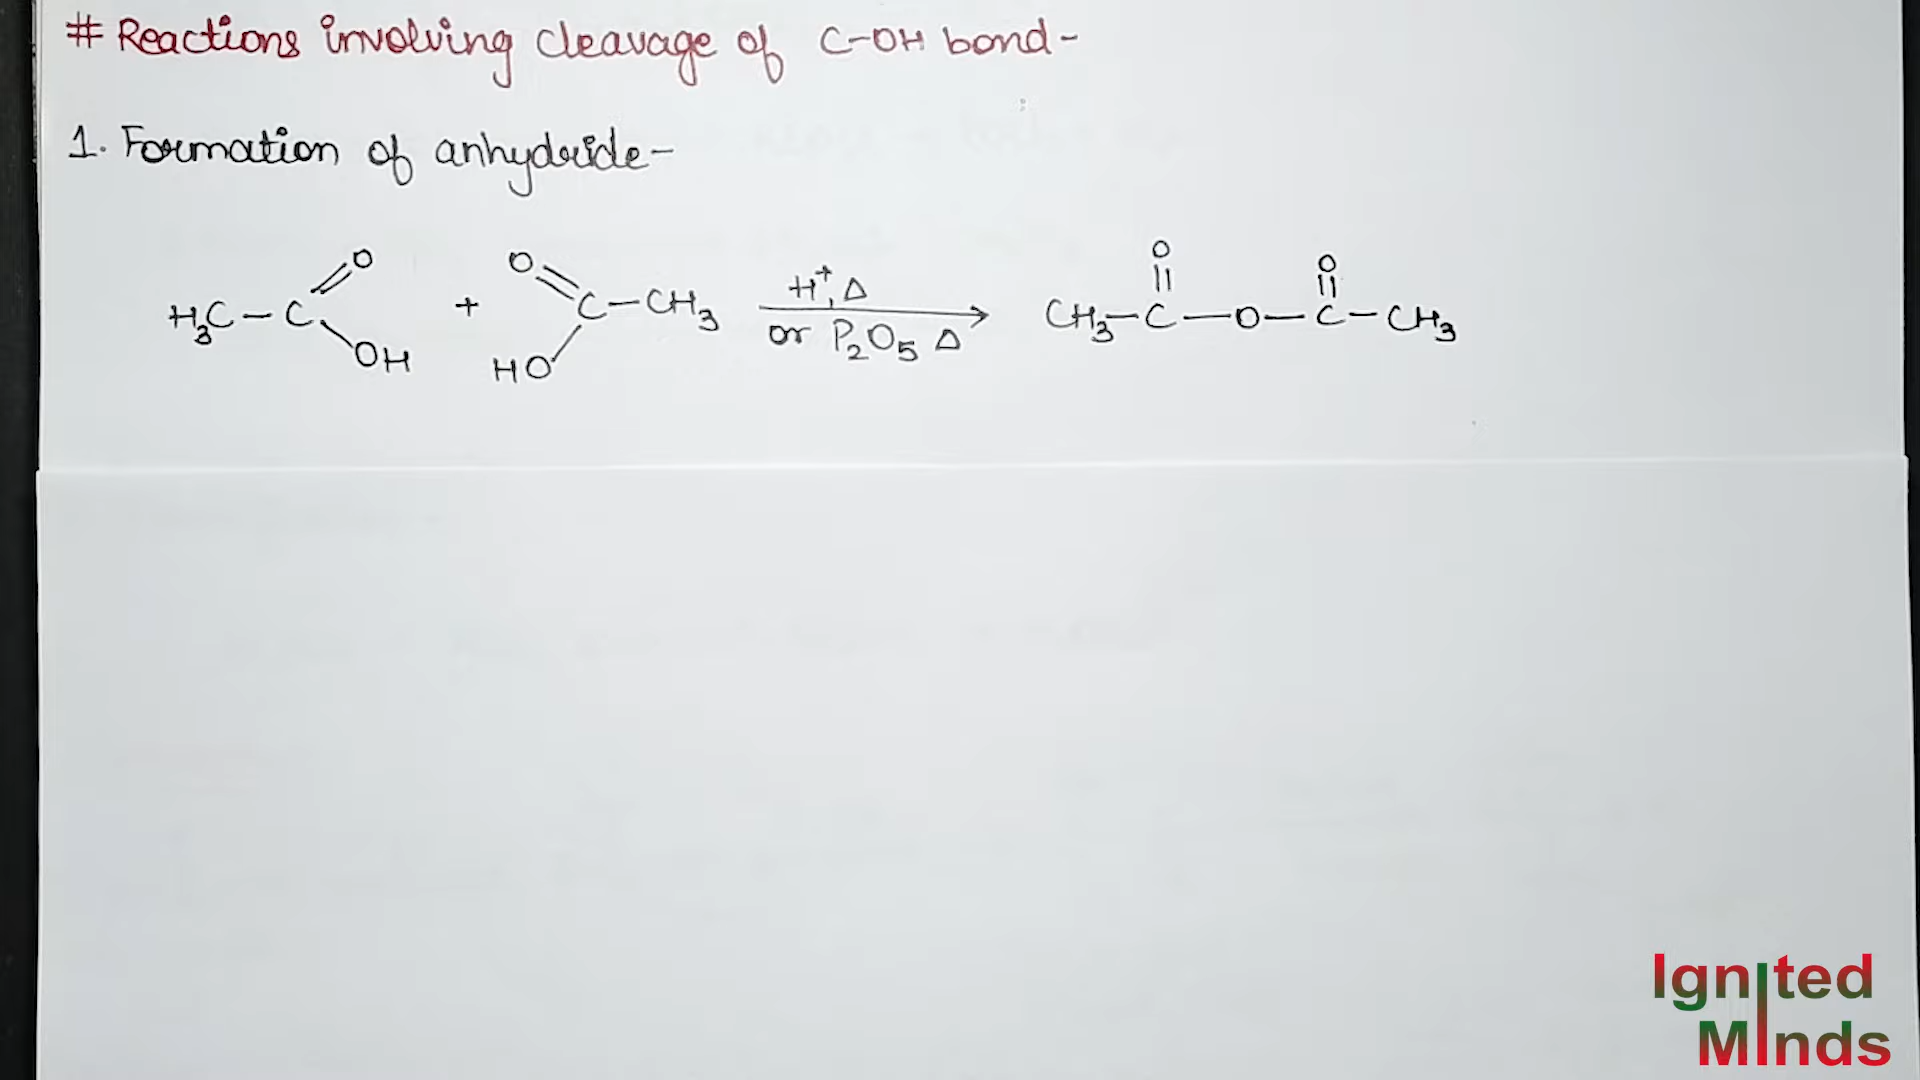 # Reactions involving cleavage of C-OH bond-
1. Formation of anhydride-
H₃C-C(=O)-OH + HO-C(=O)-CH₃ —(H⁺, Δ or P₂O₅ Δ)→ CH₃-C(=O)-O-C(=O)-CH₃
Ignited
Minds